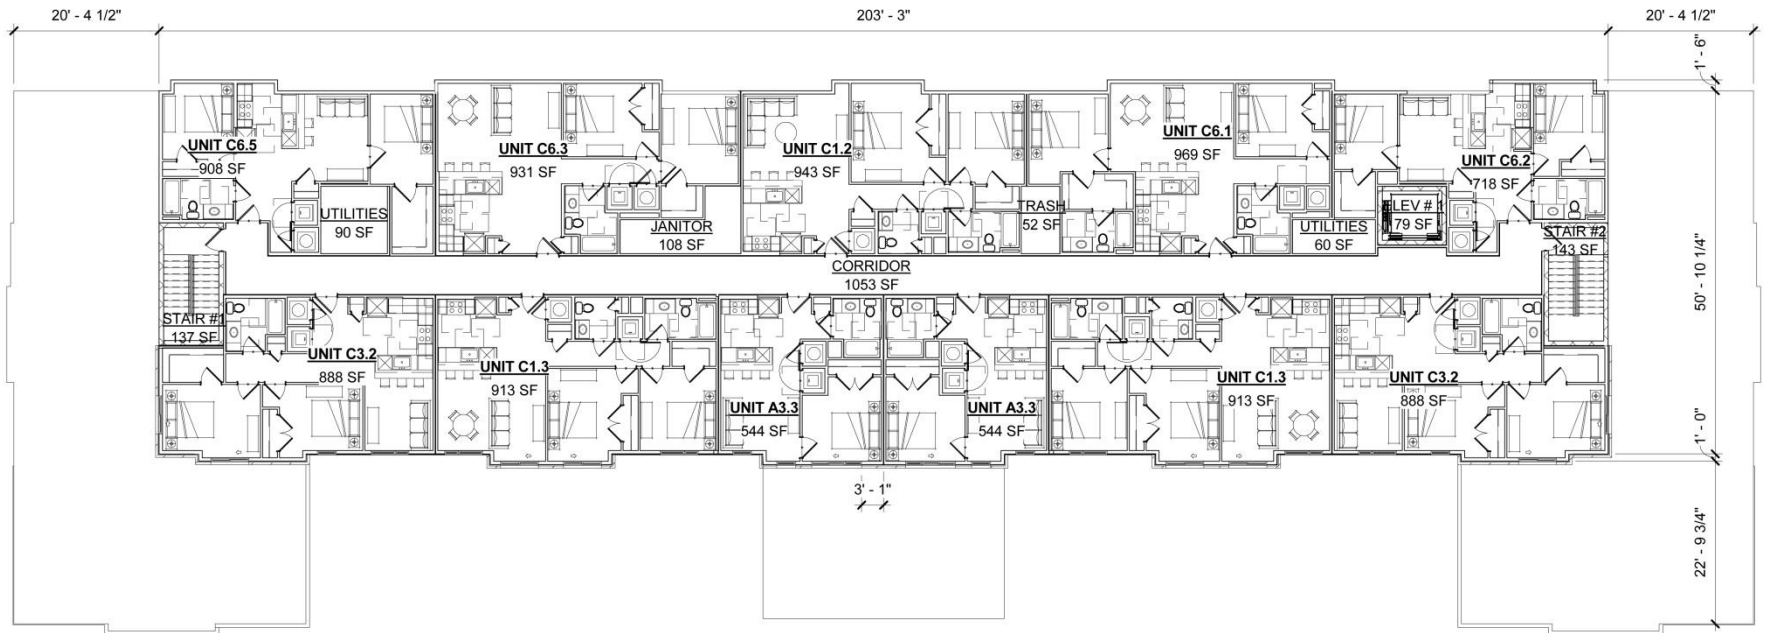 20' - 4 1/2"
203' - 3"
20' - 4 1/2"
1' - 6"
UNIT C6.5
908 SF
UNIT C6.3
931 SF
UNIT C1.2
943 SF
UNIT C6.1
969 SF
UNIT C6.2
718 SF
UTILITIES
90 SF
JANITOR
108 SF
TRASH
52 SF
UTILITIES
60 SF
ELEV # 1
79 SF
STAIR #2
143 SF
CORRIDOR
1053 SF
50' - 10 1/4"
STAIR #1
137 SF
UNIT C3.2
888 SF
UNIT C1.3
913 SF
UNIT A3.3
544 SF
UNIT A3.3
544 SF
UNIT C1.3
913 SF
UNIT C3.2
888 SF
1' - 0"
3' - 1"
22' - 9 3/4"